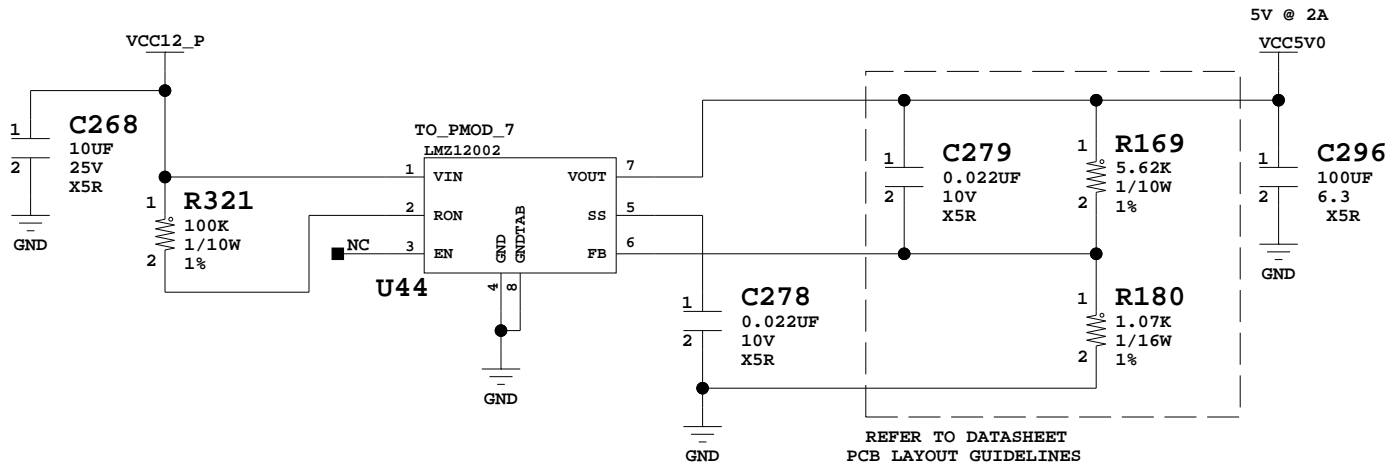 5V @ 2A
VCC12_P
VCC5V0
1
2
C268
10UF
25V
X5R
GND
1
2
R321
100K
1/10W
1%
TO_PMOD_7
LMZ12002
1
VIN
2
RON
3
EN
NC
VOUT
7
SS
5
FB
6
GND
GNDTAB
4
8
U44
GND
1
2
C278
0.022UF
10V
X5R
GND
1
2
C279
0.022UF
10V
X5R
1
2
R169
5.62K
1/10W
1%
1
2
R180
1.07K
1/16W
1%
1
2
C296
100UF
6.3
X5R
GND
REFER TO DATASHEET
PCB LAYOUT GUIDELINES